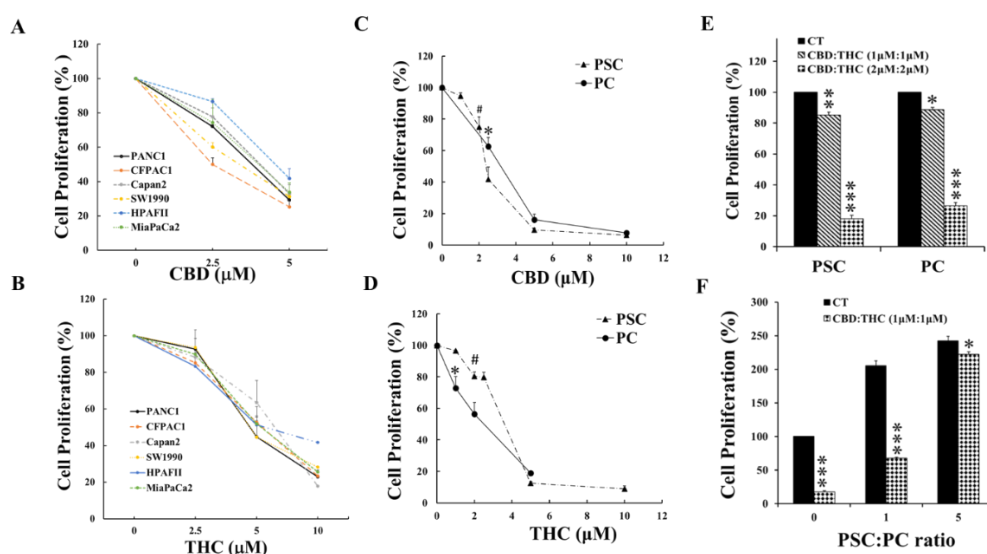 A
Cell Proliferation (%)
120
100
80
60
40
20
0
PANC1
CFPAC1
Capan2
SW1990
HPAFII
MiaPaCa2
0
2.5
5
CBD (μM)
B
Cell Proliferation (%)
120
100
80
60
40
20
0
PANC1
CFPAC1
Capan2
SW1990
HPAFII
MiaPaCa2
0
2.5
5
10
THC (μM)
C
Cell Proliferation (%)
120
100
80
60
40
20
0
PSC
PC
#
*
0
2
4
6
8
10
12
CBD (μM)
D
Cell Proliferation (%)
120
100
80
60
40
20
0
PSC
PC
*
#
0
2
4
6
8
10
12
THC (μM)
E
Cell Proliferation (%)
140
120
100
80
60
40
20
0
CT
CBD:THC (1μM:1μM)
CBD:THC (2μM:2μM)
**
***
*
***
PSC
PC
F
Cell Proliferation (%)
300
250
200
150
100
50
0
CT
CBD:THC (1μM:1μM)
***
***
*
0
1
5
PSC:PC ratio